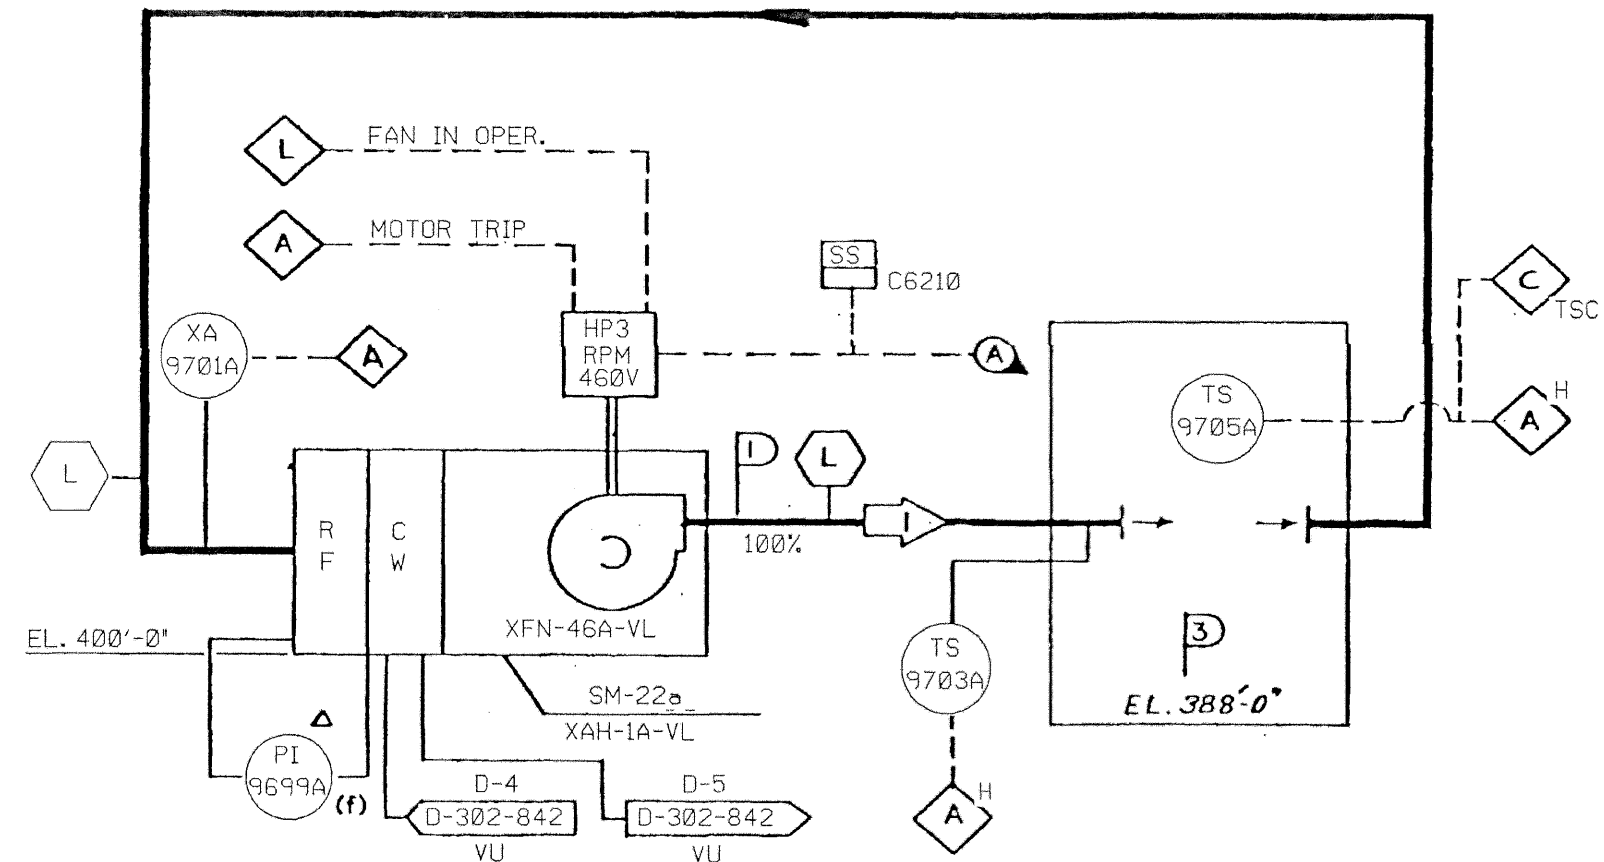 L
FAN IN OPER.
A
MOTOR TRIP
SS
C6210
C
TSC
XA
9701A
A
HP3
RPM
460V
A
TS
9705A
H
A
L
1
L
R
F
C
W
1
100%
XFN-46A-VL
EL. 400'-0"
TS
9703A
3
EL. 388'-0"
SM-22a
XAH-1A-VL
Δ
PI
9699A
(f)
D-4
D-302-842
VU
D-5
D-302-842
VU
H
A